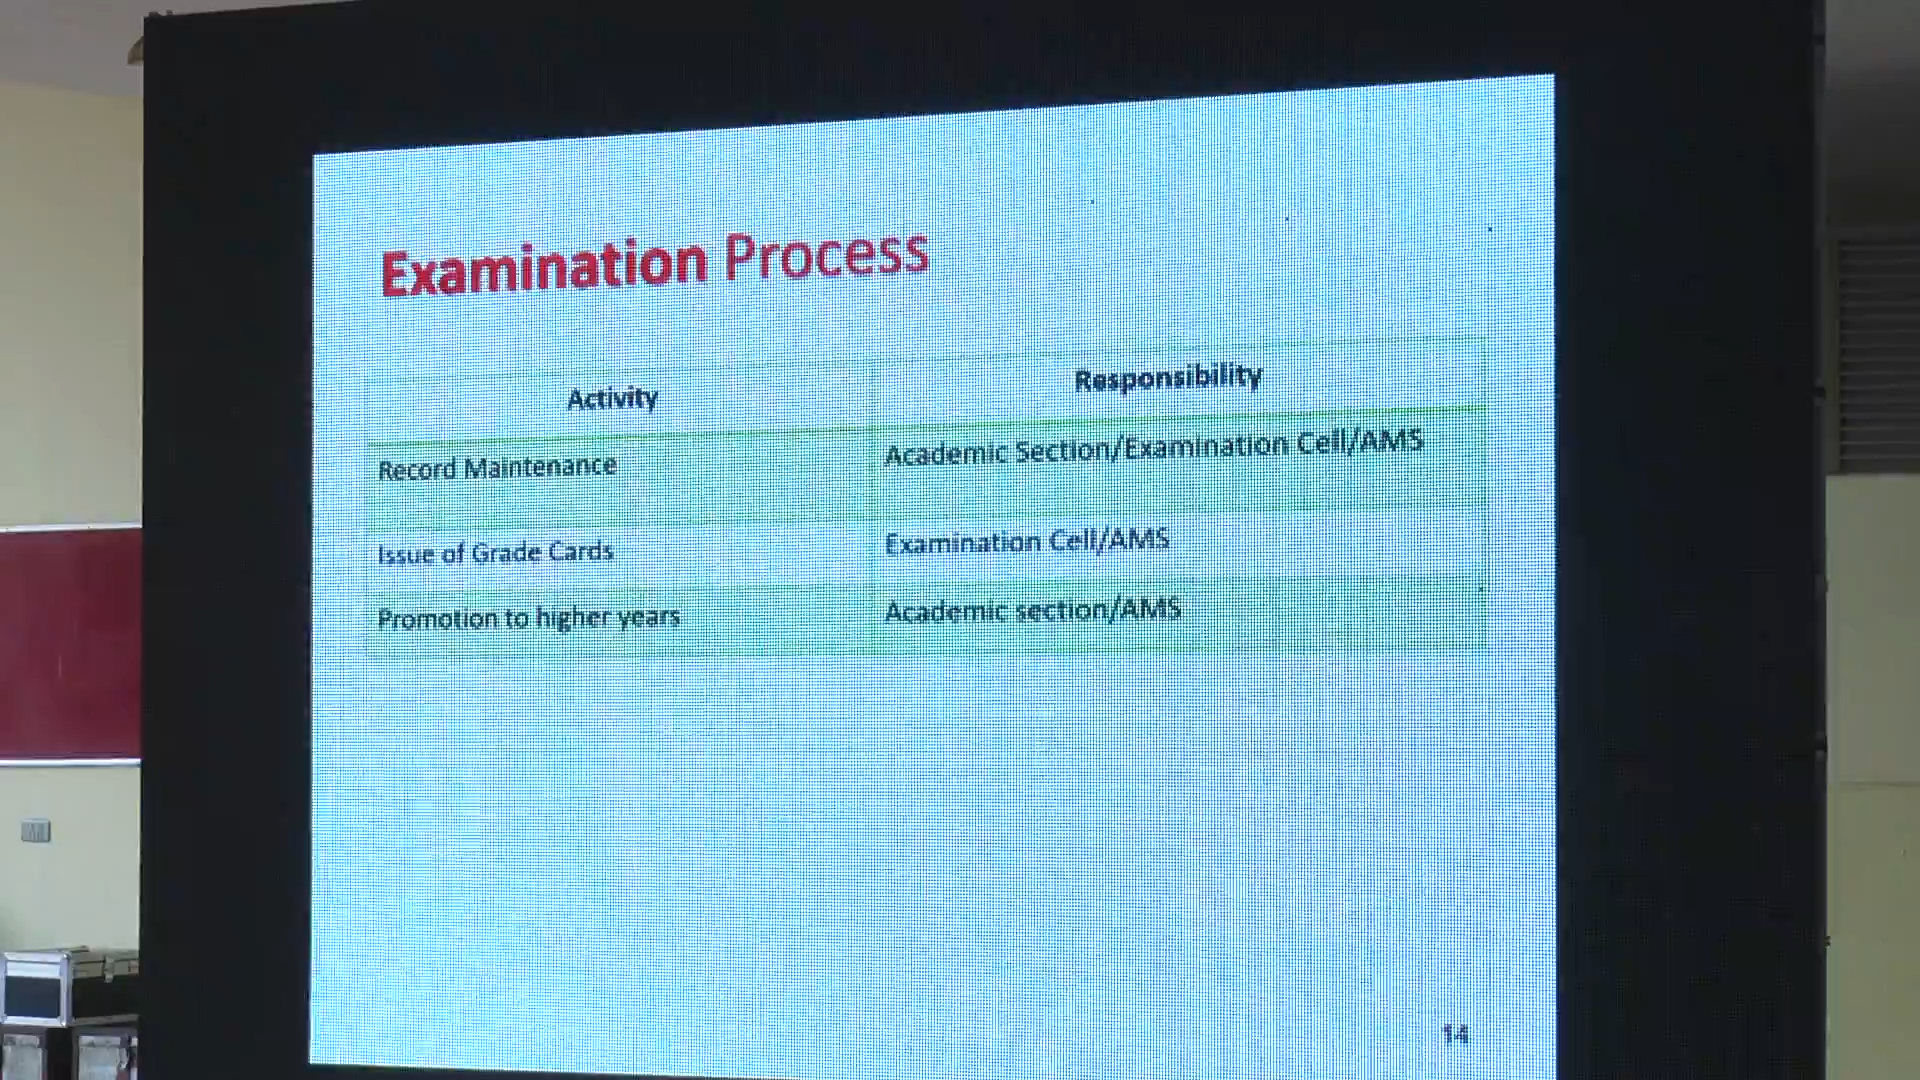 Examination Process
Activity
Responsibility
Record Maintenance
Academic Section/Examination Cell/AMS
Issue of Grade Cards
Examination Cell/AMS
Promotion to higher years
Academic section/AMS
14